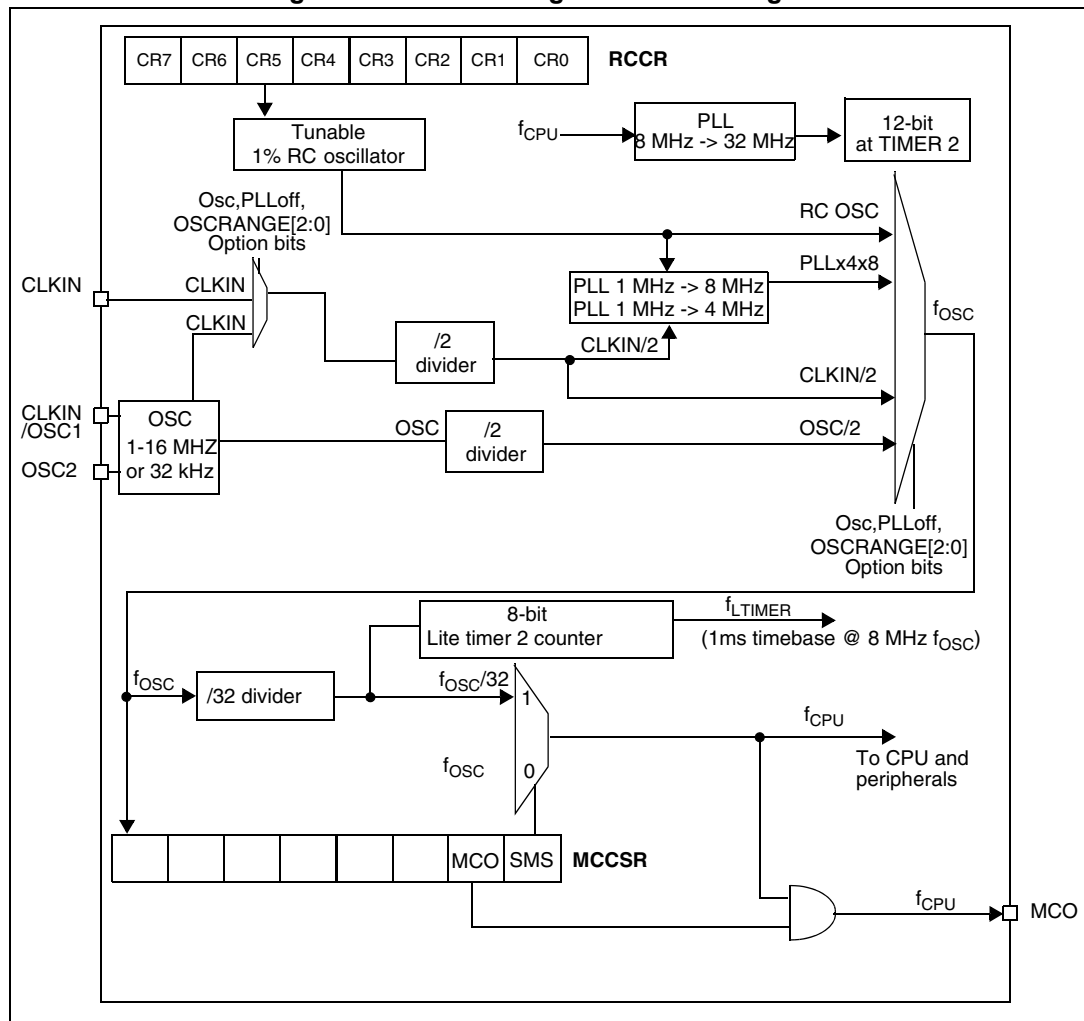 CR7 CR6 CR5 CR4 CR3 CR2 CR1 CR0 RCCR
Tunable
1% RC oscillator
fCPU
PLL
8 MHz -> 32 MHz
12-bit
at TIMER 2
Osc,PLLoff,
OSCRANGE[2:0]
Option bits
RC OSC
PLLx4x8
CLKIN
CLKIN
CLKIN
PLL 1 MHz -> 8 MHz
PLL 1 MHz -> 4 MHz
fOSC
/2
divider
CLKIN/2
CLKIN/2
CLKIN
/OSC1
OSC2
OSC
1-16 MHZ
or 32 kHz
OSC
/2
divider
OSC/2
Osc,PLLoff,
OSCRANGE[2:0]
Option bits
8-bit
Lite timer 2 counter
fLTIMER
(1ms timebase @ 8 MHz fOSC)
fOSC
/32 divider
fOSC/32
1
fOSC
0
fCPU
To CPU and
peripherals
MCO SMS MCCSR
fCPU
MCO